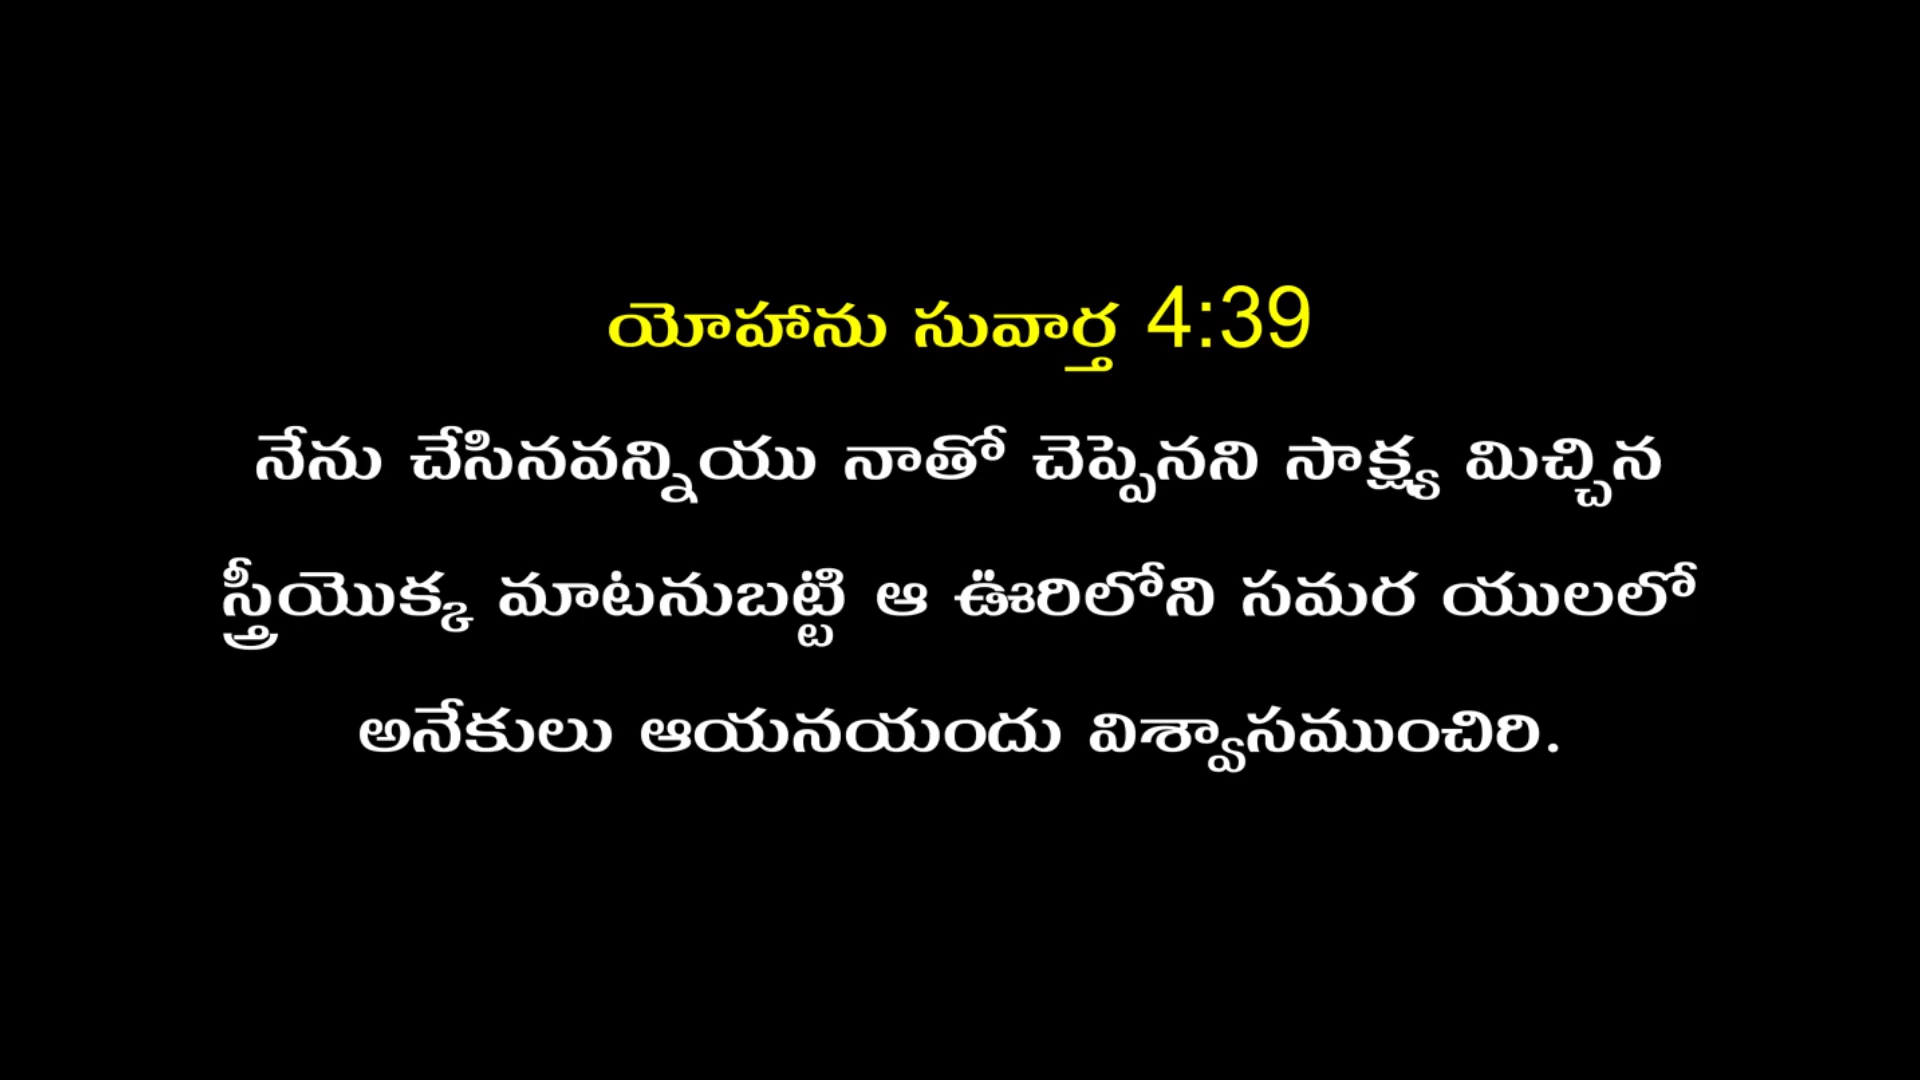 యోహాను సువార్త 4:39
నేను చేసినవన్నియు నాతో చెప్పెనని సాక్ష్య మిచ్చిన
స్త్రీయొక్క మాటనుబట్టి ఆ ఊరిలోని సమర యులలో
అనేకులు ఆయనయందు విశ్వాసముంచిరి.